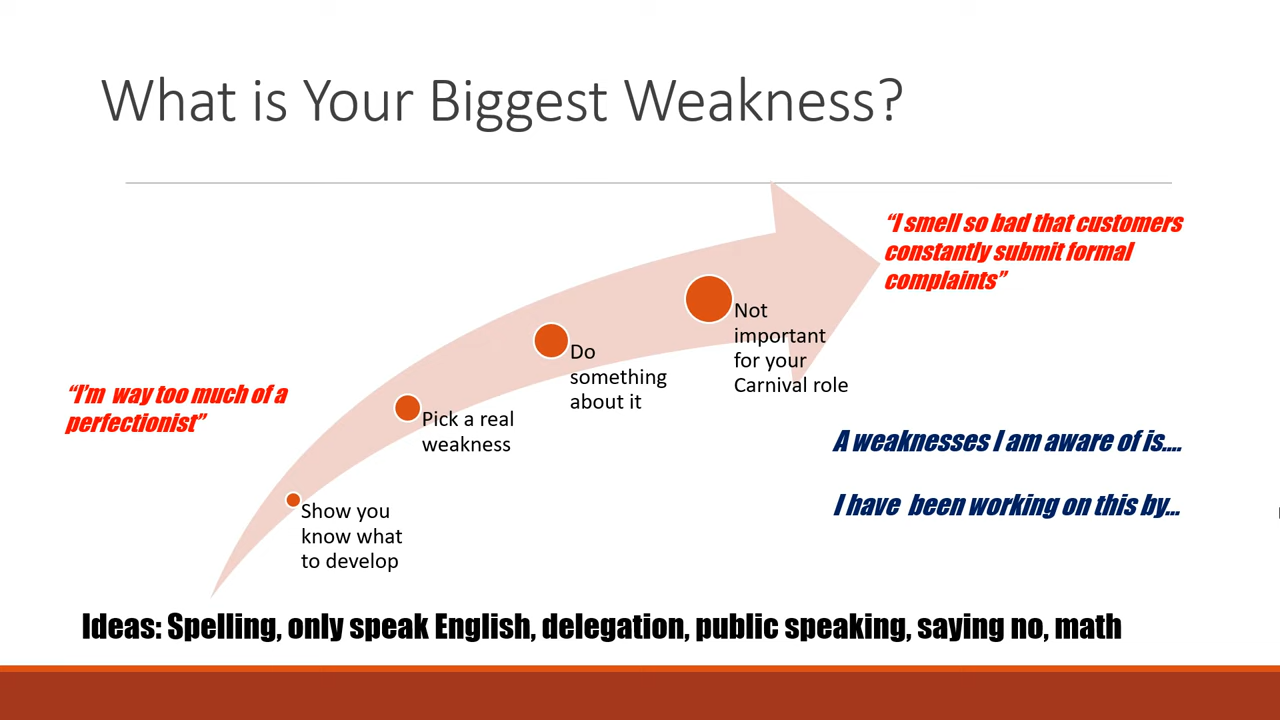 What is Your Biggest Weakness?
“I smell so bad that customers
constantly submit formal
complaints”
Not
important
for your
Carnival role
Do
something
about it
“I’m  way too much of a
perfectionist”
Pick a real
weakness
A weaknesses I am aware of is....
I have  been working on this by...
Show you
know what
to develop
Ideas: Spelling, only speak English, delegation, public speaking, saying no, math